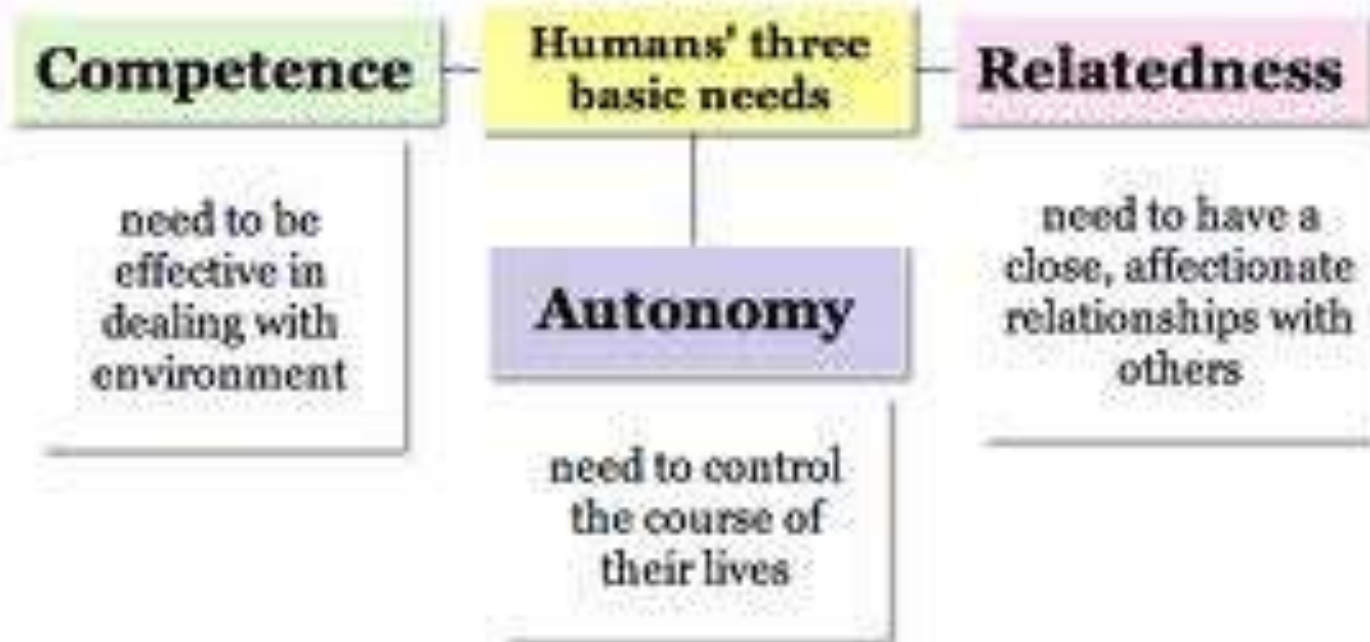 Competence
need to be
effective in
dealing with
environment
Humans' three
basic needs
Autonomy
need to control
the course of
their lives
Relatedness
need to have a
close, affectionate
relationships with
others